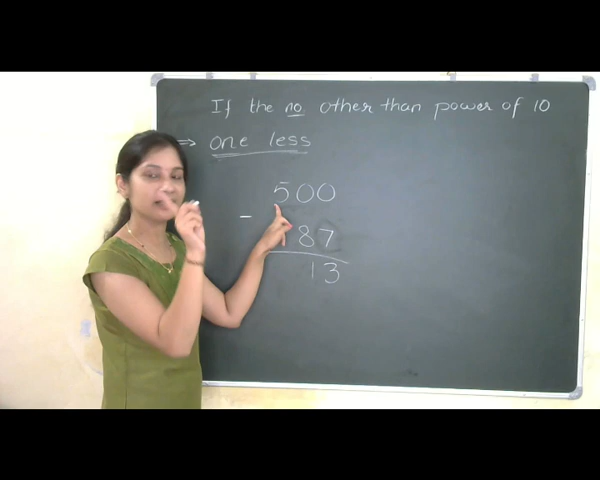 If the no. other than power of 10
⇒ one less
500
- 87
13